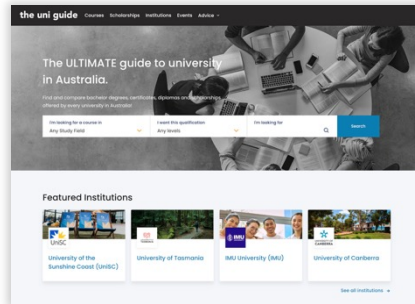 the uni guide Courses Scholarships Institutions Events Advice
The ULTIMATE guide to university
in Australia.
Find and compare bachelor degrees, certificates, diplomas and scholarships
offered by every university in Australia!
I'm looking for a course in I want this qualification I'm looking for
Any Study Field Any levels Search
Featured Institutions
UniSC IMU
University of the University of Tasmania IMU University (IMU) University of Canberra
Sunshine Coast (UniSC)
See all institutions